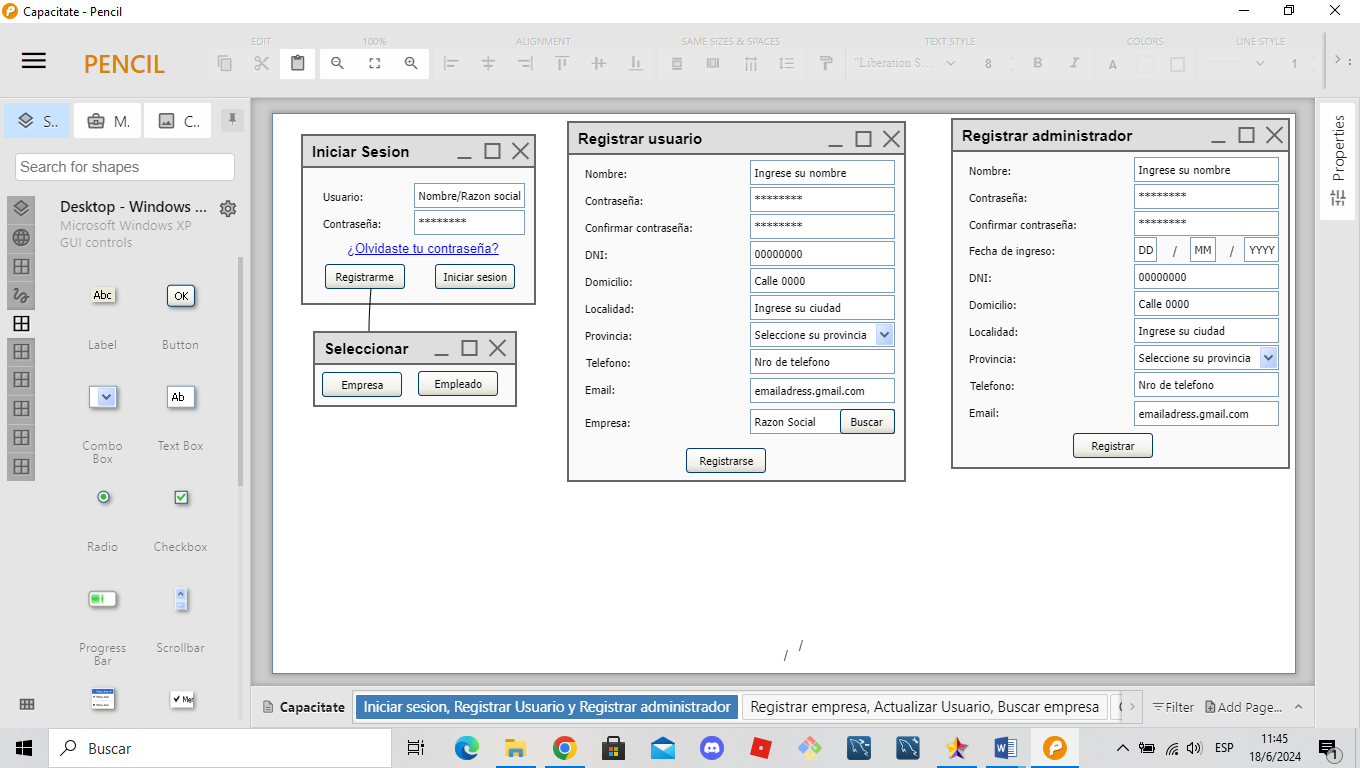 Capacitate - Pencil
PENCIL
EDIT
100%
ALIGNMENT
SAME SIZES & SPACES
TEXT STYLE
COLORS
LINE STYLE
"Liberation S...
8
B
I
A
1
S..
M.
C..
Search for shapes
Desktop - Windows ...
Microsoft Windows XP
GUI controls
Abc
OK
Label
Button
Ab
Combo
Box
Text Box
Radio
Checkbox
Progress
Bar
Scrollbar
Iniciar Sesion
Usuario:
Nombre/Razon social
Contraseña:
********
¿Olvidaste tu contraseña?
Registrarme
Iniciar sesion
Seleccionar
Empresa
Empleado
Registrar usuario
Nombre:
Ingrese su nombre
Contraseña:
********
Confirmar contraseña:
********
DNI:
00000000
Domicilio:
Calle 0000
Localidad:
Ingrese su ciudad
Provincia:
Seleccione su provincia
Telefono:
Nro de telefono
Email:
emailadress.gmail.com
Empresa:
Razon Social
Buscar
Registrarse
Registrar administrador
Nombre:
Ingrese su nombre
Contraseña:
********
Confirmar contraseña:
********
Fecha de ingreso:
DD / MM / YYYY
DNI:
00000000
Domicilio:
Calle 0000
Localidad:
Ingrese su ciudad
Provincia:
Seleccione su provincia
Telefono:
Nro de telefono
Email:
emailadress.gmail.com
Registrar
/
/
Properties
Capacitate
Iniciar sesion, Registrar Usuario y Registrar administrador
Registrar empresa, Actualizar Usuario, Buscar empresa
Filter
Add Page...
Buscar
ESP
11:45
18/6/2024
1